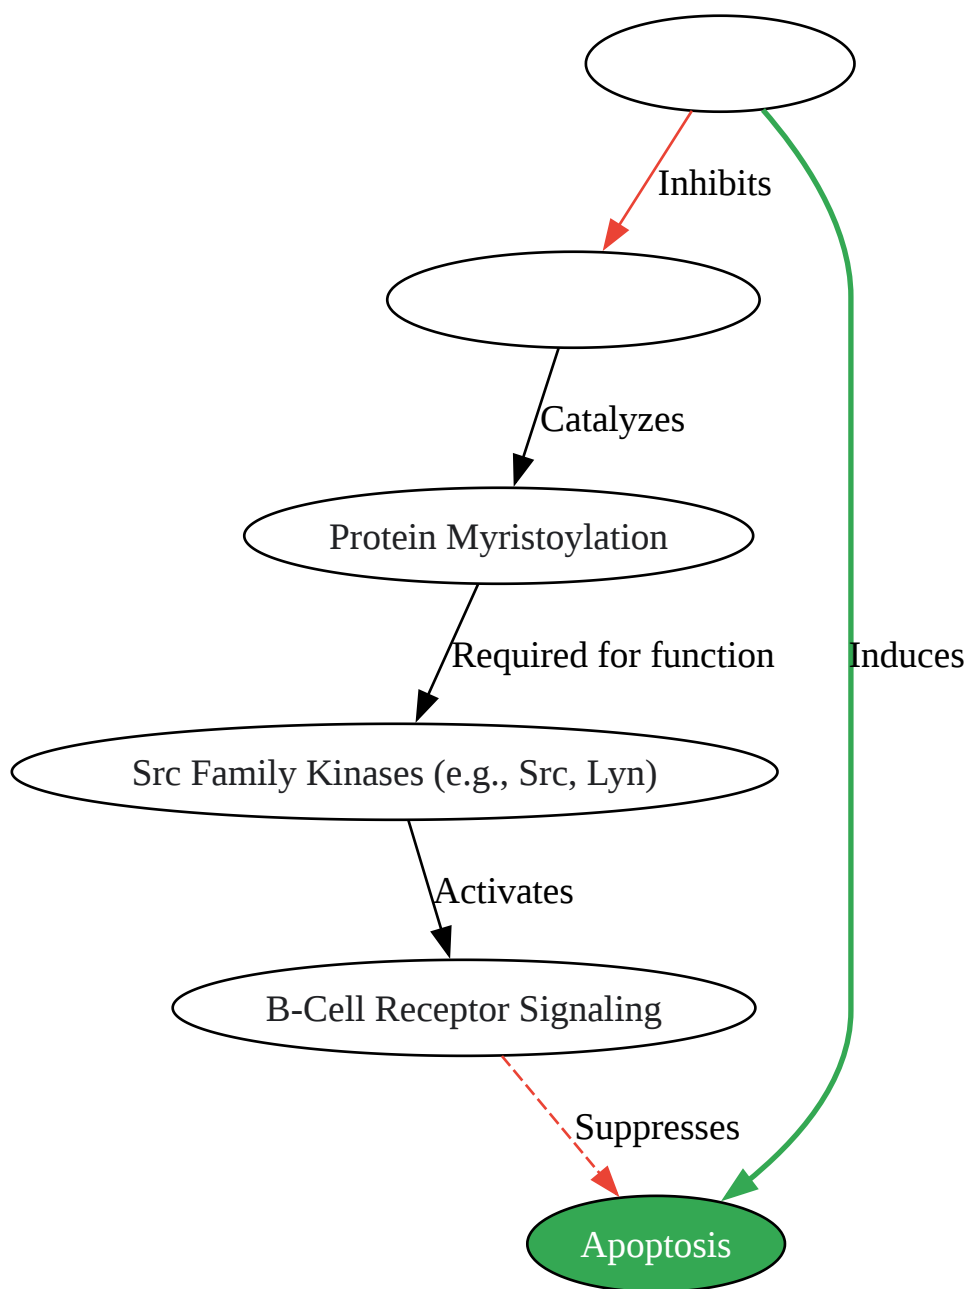 Inhibits
Catalyzes
Protein Myristoylation
Required for function
Induces
Src Family Kinases (e.g., Src, Lyn)
Activates
B-Cell Receptor Signaling
Suppresses
Apoptosis